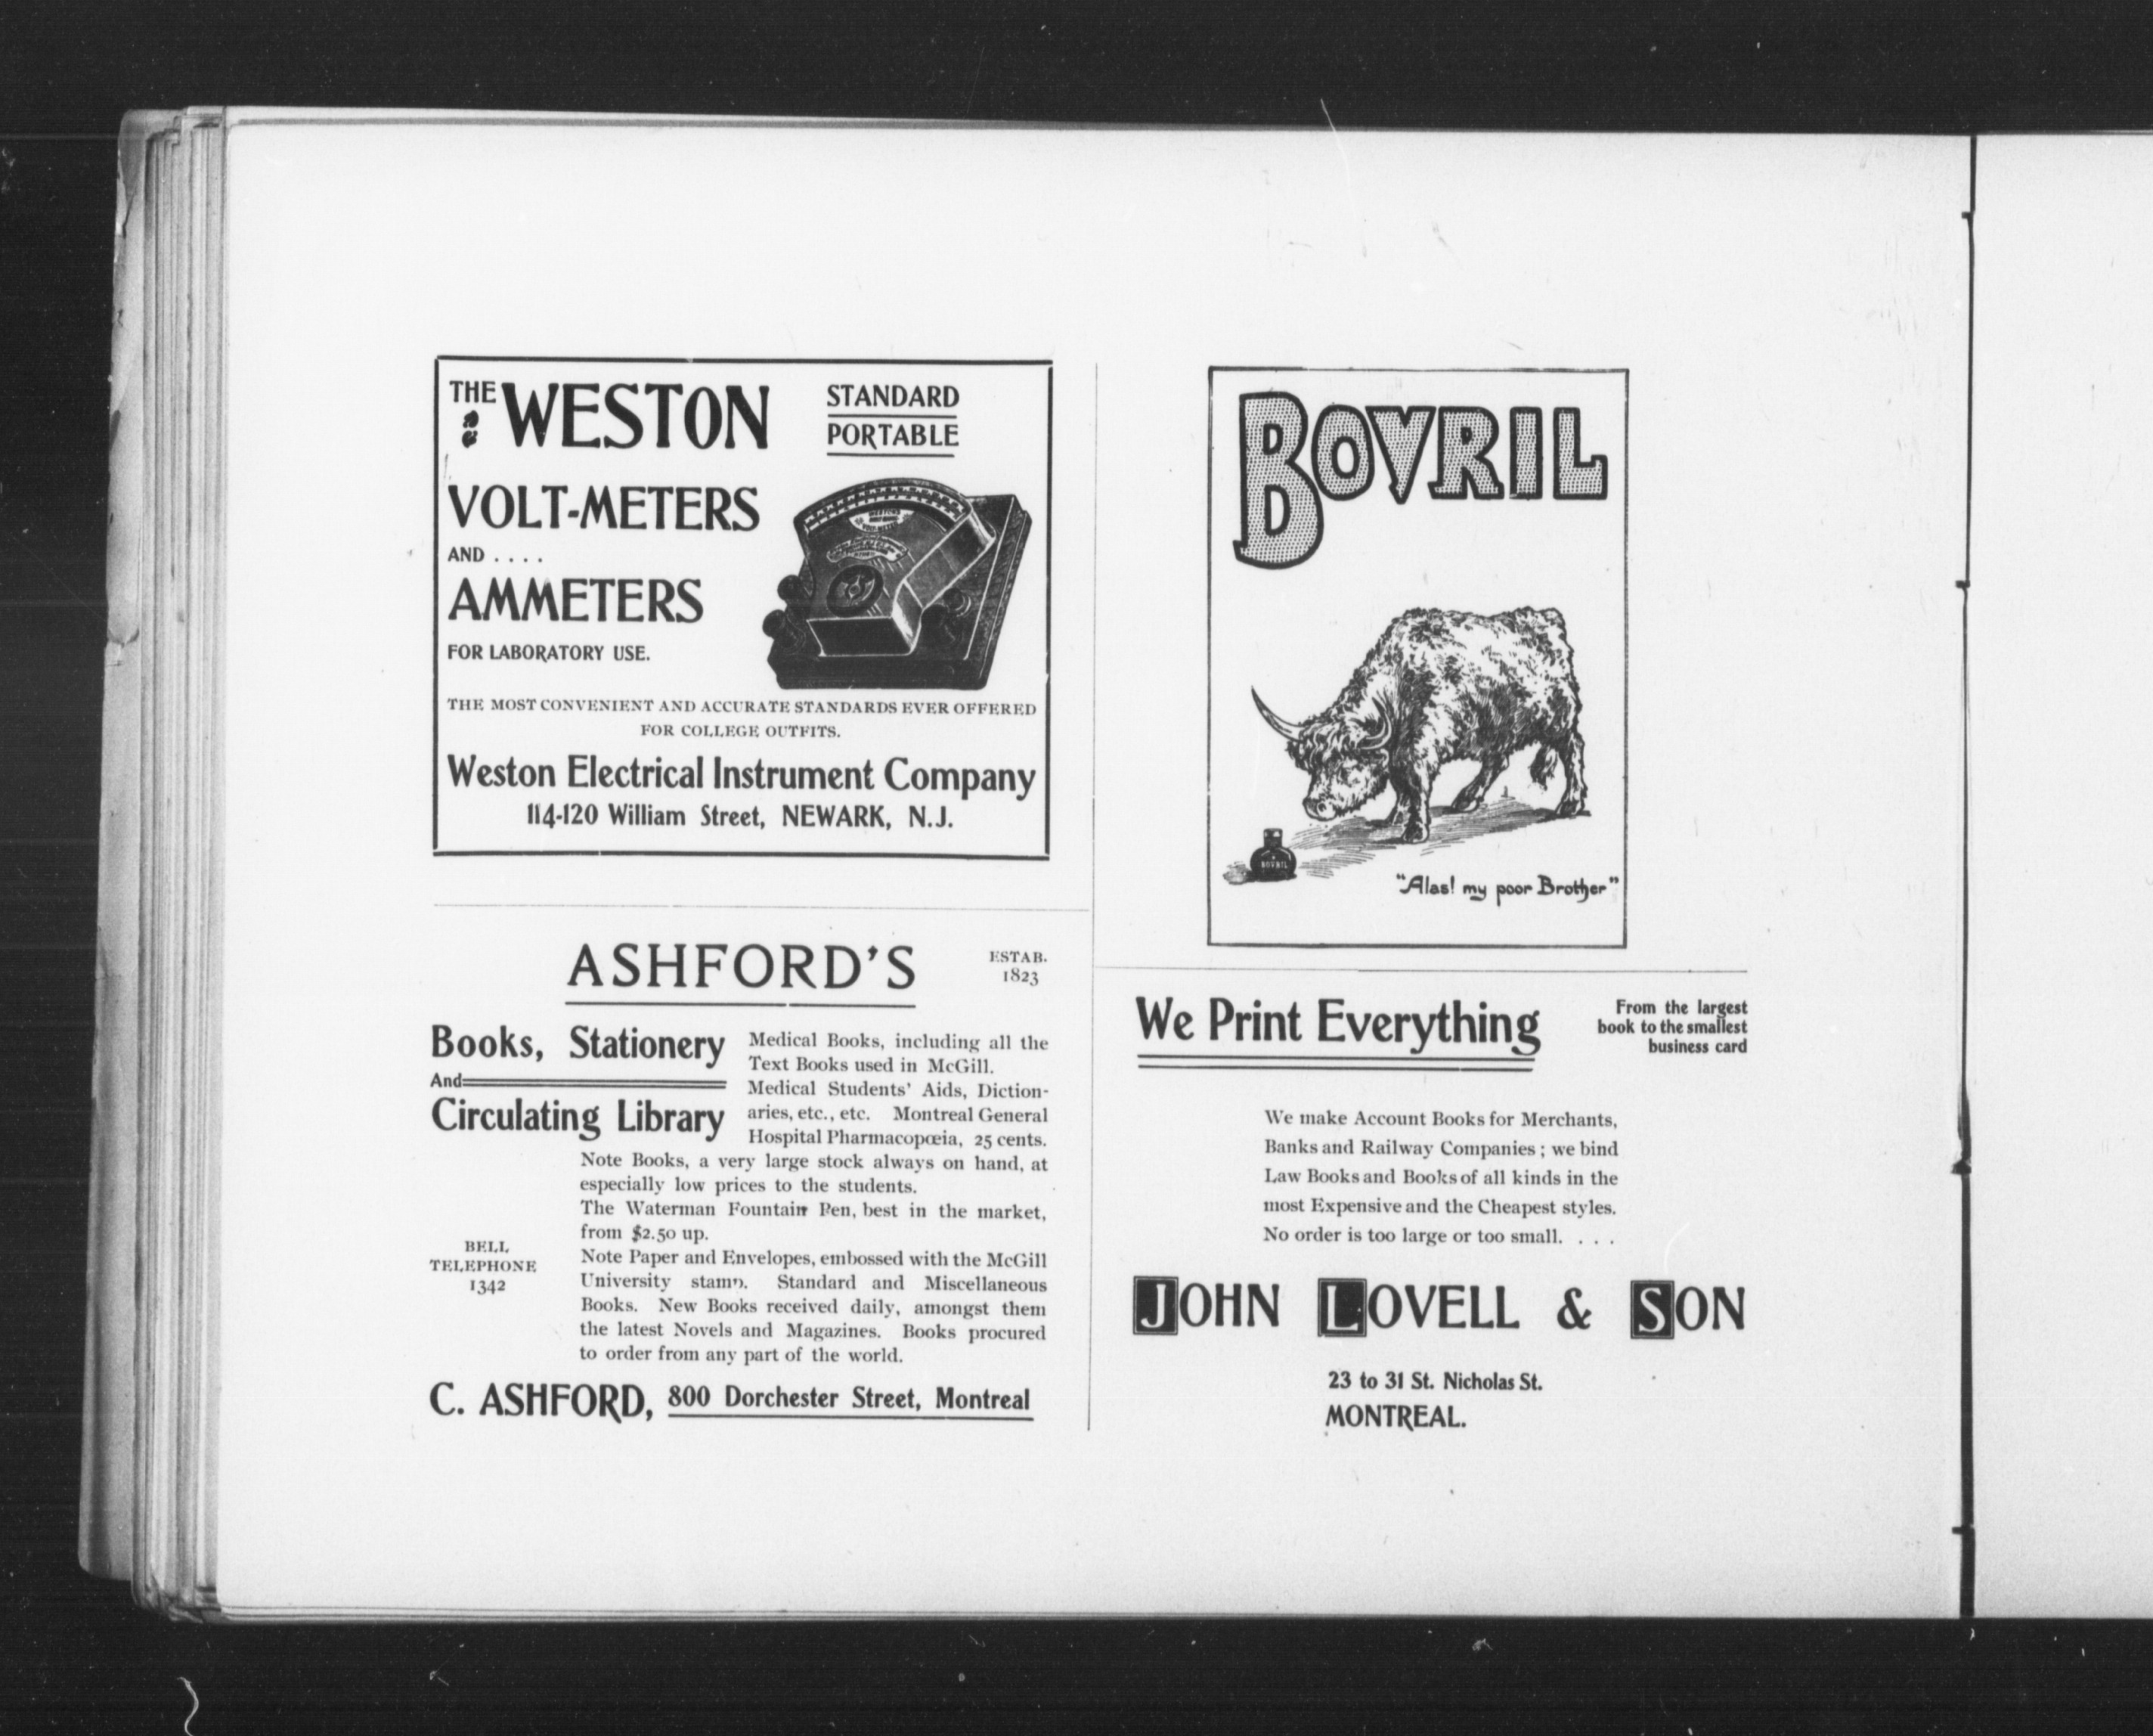 THE WESTON
STANDARD
PORTABLE
VOLT-METERS
AND . . . .
AMMETERS
FOR LABORATORY USE.
THE MOST CONVENIENT AND ACCURATE STANDARDS EVER OFFERED
FOR COLLEGE OUTFITS.
Weston Electrical Instrument Company
114-120 William Street, NEWARK, N.J.
ASHFORD'S
ESTAB.
1823
Books, Stationery
And
Circulating Library
Medical Books, including all the
Text Books used in McGill.
Medical Students' Aids, Diction-
aries, etc., etc. Montreal General
Hospital Pharmacopœia, 25 cents.
Note Books, a very large stock always on hand, at
especially low prices to the students.
The Waterman Fountain Pen, best in the market,
from $2.50 up.
Note Paper and Envelopes, embossed with the McGill
University stamp. Standard and Miscellaneous
Books. New Books received daily, amongst them
the latest Novels and Magazines. Books procured
to order from any part of the world.
BELL
TELEPHONE
1342
C. ASHFORD, 800 Dorchester Street, Montreal
BOVRIL
BOVRIL
"Alas! my poor Brother"
We Print Everything
From the largest
book to the smallest
business card
We make Account Books for Merchants,
Banks and Railway Companies ; we bind
Law Books and Books of all kinds in the
most Expensive and the Cheapest styles.
No order is too large or too small. . . .
JOHN LOVELL & SON
23 to 31 St. Nicholas St.
MONTREAL.